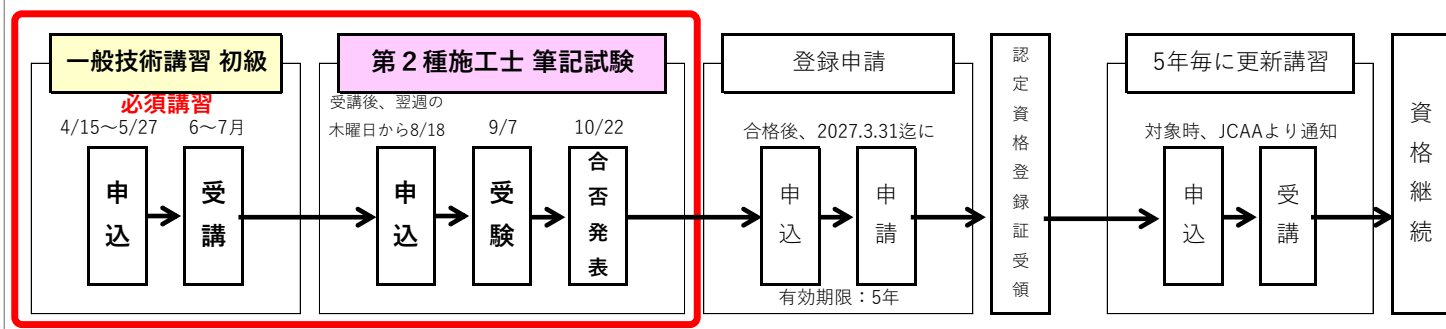 一般技術講習 初級
必須講習
4/15～5/27
6～7月
申込
受講
第２種施工士 筆記試験
受講後、翌週の
木曜日から8/18
9/7
10/22
申込
受験
合否発表
登録申請
合格後、2027.3.31迄に
申込
申請
有効期限：5年
認定資格登録証受領
5年毎に更新講習
対象時、JCAAより通知
申込
受講
資格継続